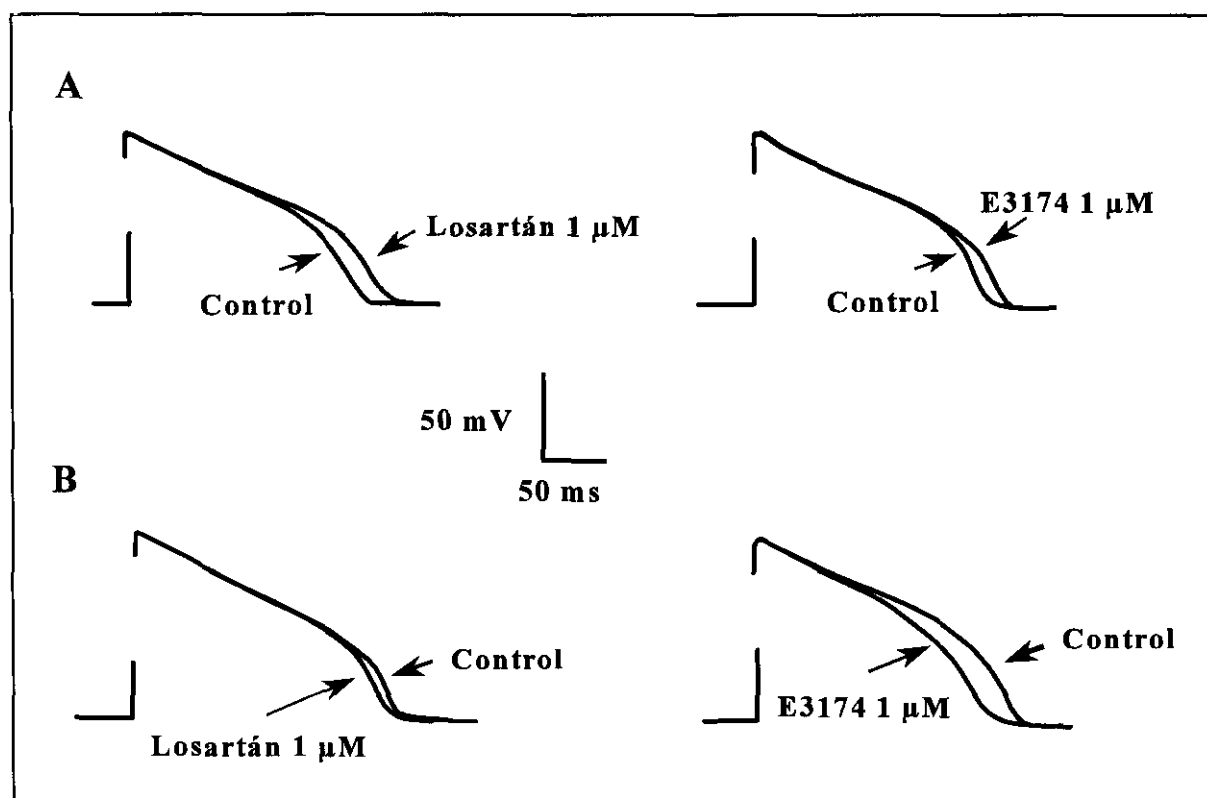 A
Losartán 1 µM
Control
E3174 1 µM
Control
50 mV
50 ms
B
Control
Losartán 1 µM
Control
E3174 1 µM